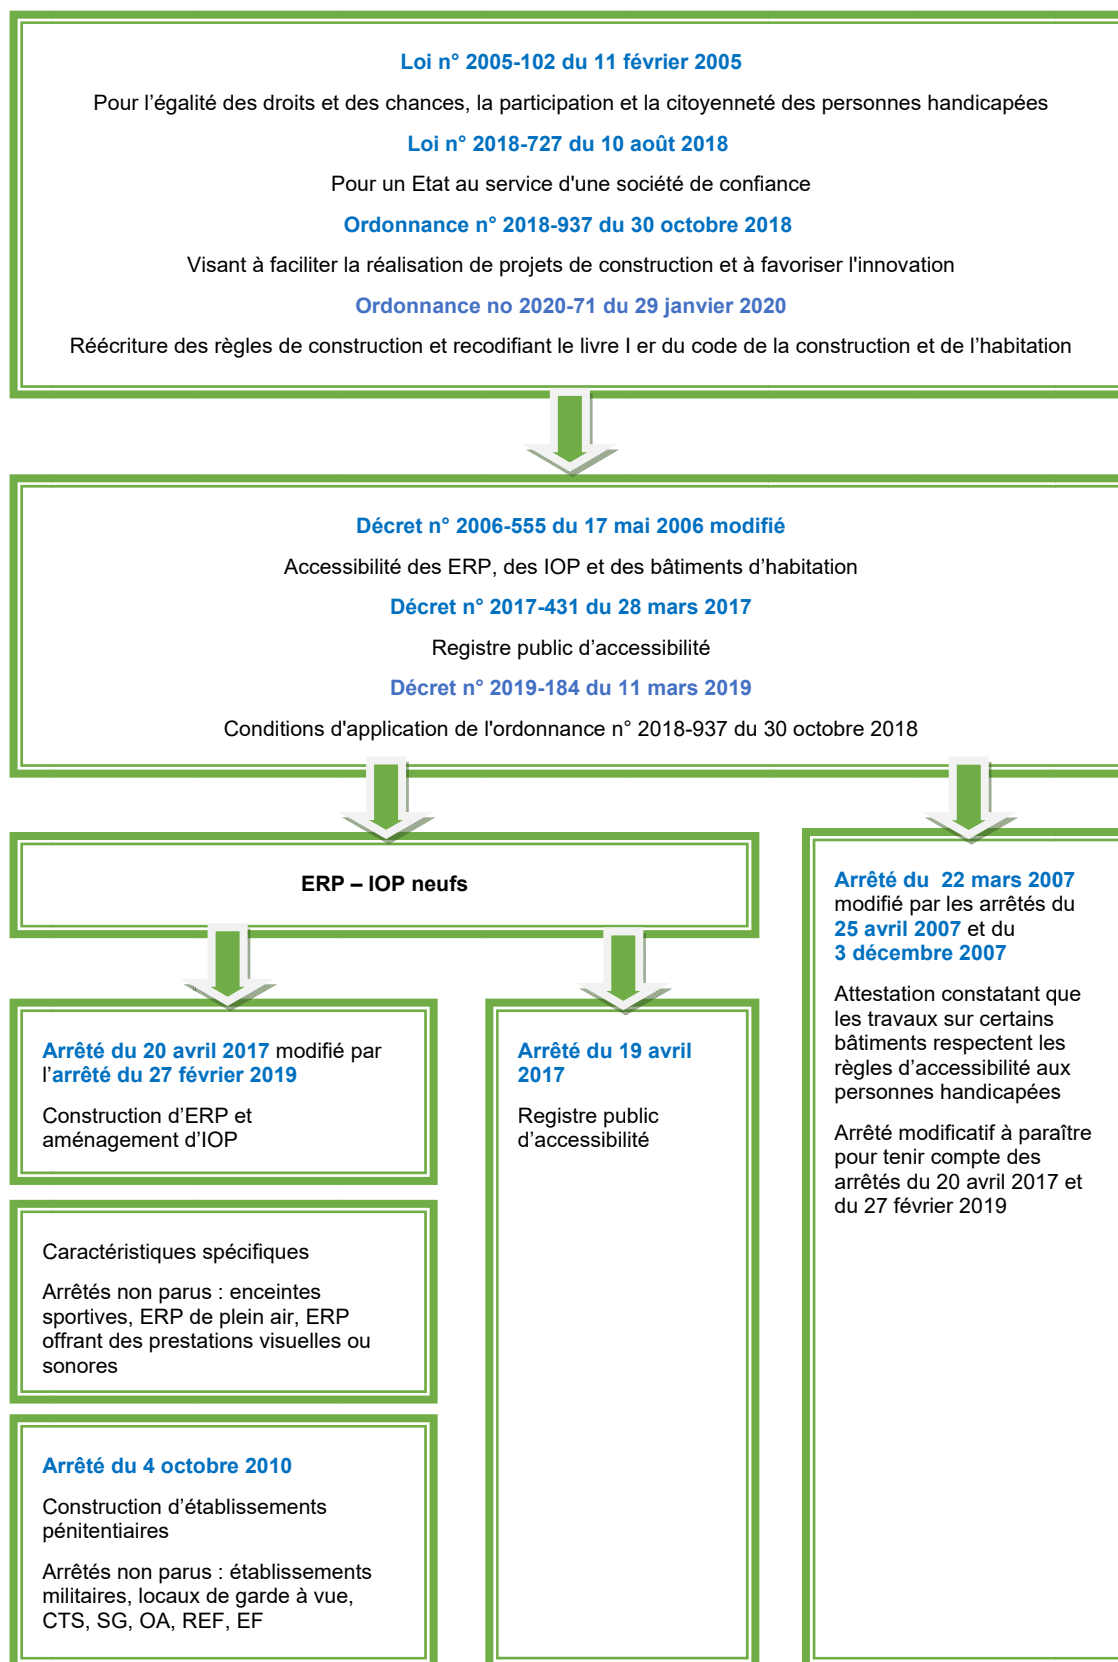 Loi n° 2005-102 du 11 février 2005
Pour l’égalité des droits et des chances, la participation et la citoyenneté des personnes handicapées
Loi n° 2018-727 du 10 août 2018
Pour un Etat au service d'une société de confiance
Ordonnance n° 2018-937 du 30 octobre 2018
Visant à faciliter la réalisation de projets de construction et à favoriser l'innovation
Ordonnance no 2020-71 du 29 janvier 2020
Réécriture des règles de construction et recodifiant le livre I er du code de la construction et de l’habitation
Décret n° 2006-555 du 17 mai 2006 modifié
Accessibilité des ERP, des IOP et des bâtiments d’habitation
Décret n° 2017-431 du 28 mars 2017
Registre public d’accessibilité
Décret n° 2019-184 du 11 mars 2019
Conditions d'application de l'ordonnance n° 2018-937 du 30 octobre 2018
ERP – IOP neufs
Arrêté du 20 avril 2017 modifié par
l’arrêté du 27 février 2019
Construction d’ERP et
aménagement d’IOP
Caractéristiques spécifiques
Arrêtés non parus : enceintes
sportives, ERP de plein air, ERP
offrant des prestations visuelles ou
sonores
Arrêté du 4 octobre 2010
Construction d’établissements
pénitentiaires
Arrêtés non parus : établissements
militaires, locaux de garde à vue,
CTS, SG, OA, REF, EF
Arrêté du 19 avril
2017
Registre public
d’accessibilité
Arrêté du 22 mars 2007
modifié par les arrêtés du
25 avril 2007 et du
3 décembre 2007
Attestation constatant que
les travaux sur certains
bâtiments respectent les
règles d’accessibilité aux
personnes handicapées
Arrêté modificatif à paraître
pour tenir compte des
arrêtés du 20 avril 2017 et
du 27 février 2019